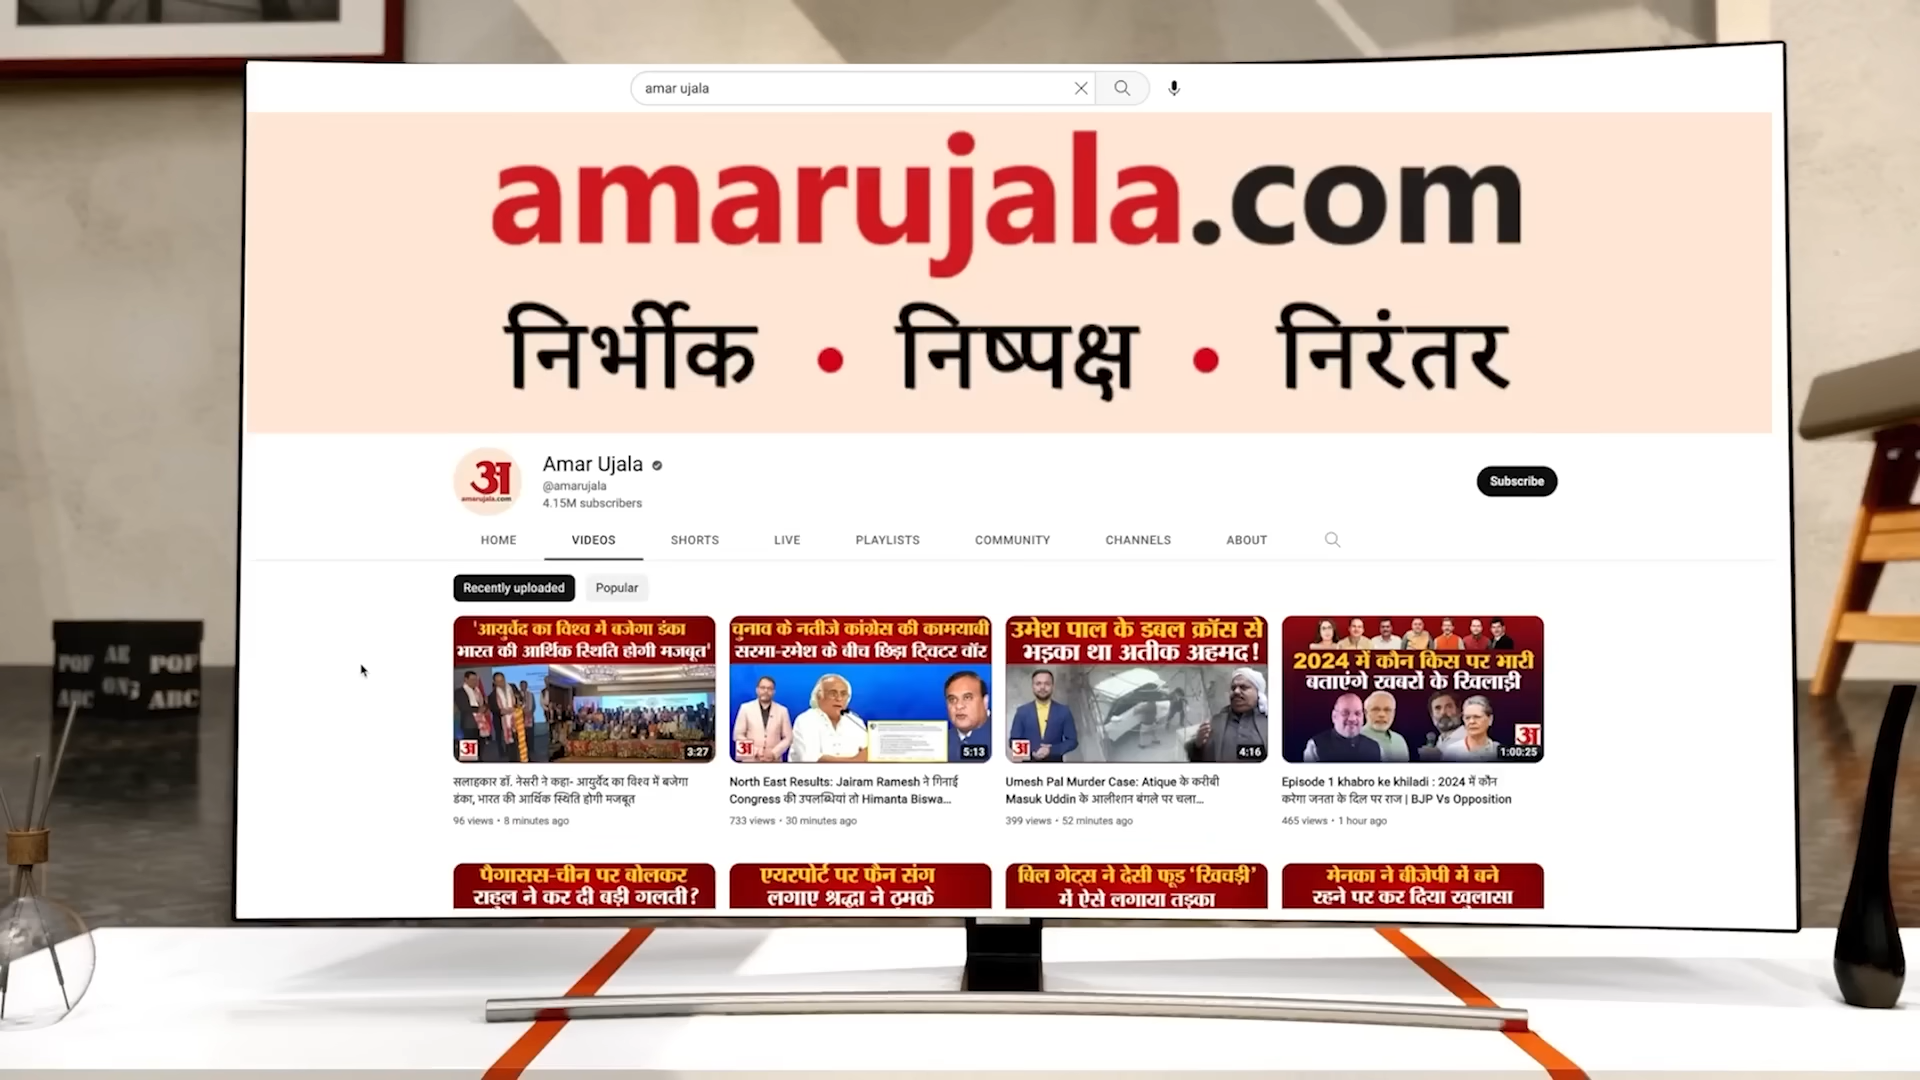 amar ujala
amarujala.com
निर्भीक • निष्पक्ष • निरंतर
अ
amarujala.com
Amar Ujala
@amarujala
4.15M subscribers
Subscribe
HOME VIDEOS SHORTS LIVE PLAYLISTS COMMUNITY CHANNELS ABOUT
Recently uploaded Popular
'आयुर्वेद का विश्व में बजेगा डंका
भारत की आर्थिक स्थिति होगी मजबूत'
अ
3:27
सलाहकार डॉ. नेसरी ने कहा- आयुर्वेद का विश्व में बजेगा
डंका, भारत की आर्थिक स्थिति होगी मजबूत
96 views • 8 minutes ago
चुनाव के नतीजे कांग्रेस की कामयाबी
सरमा-रमेश के बीच छिड़ा ट्विटर वॉर
अ
5:13
North East Results: Jairam Ramesh ने गिनाई
Congress की उपलब्धियां तो Himanta Biswa...
733 views • 30 minutes ago
उमेश पाल के डबल क्रॉस से
भड़का था अतीक अहमद!
अ
4:16
Umesh Pal Murder Case: Atique के करीबी
Masuk Uddin के आलीशान बंगले पर चला...
399 views • 52 minutes ago
2024 में कौन किस पर भारी
बताएंगे खबरों के खिलाड़ी
अ
1:00:25
Episode 1 khabro ke khiladi : 2024 में कौन
करेगा जनता के दिल पर राज | BJP Vs Opposition
465 views • 1 hour ago
पैगासस-चीन पर बोलकर
राहुल ने कर दी बड़ी गलती?
एयरपोर्ट पर फैन संग
लगाए श्रद्धा ने ठुमके
बिल गेट्स ने देसी फूड 'खिचड़ी'
में ऐसे लगाया तड़का
मेनका ने बीजेपी में बने
रहने पर कर दिया खुलासा